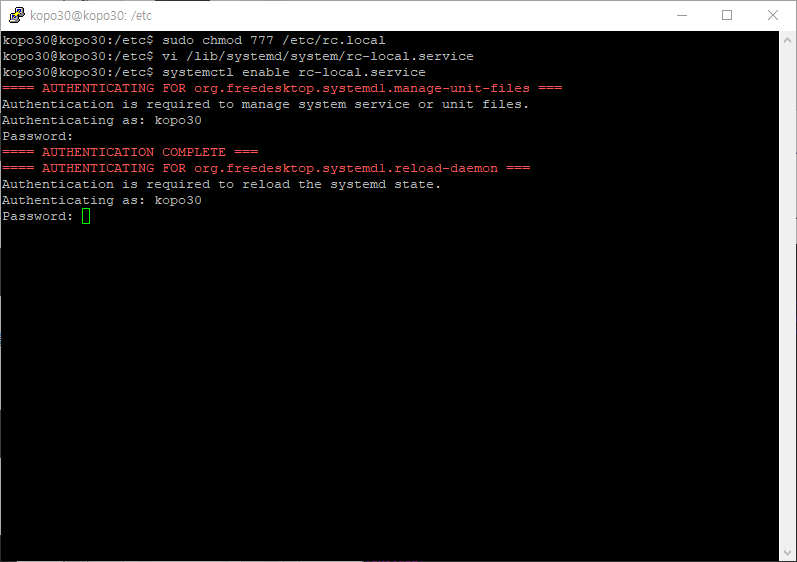 kopo30@kopo30: /etc
kopo30@kopo30:/etc$ sudo chmod 777 /etc/rc.local
kopo30@kopo30:/etc$ vi /lib/systemd/system/rc-local.service
kopo30@kopo30:/etc$ systemctl enable rc-local.service
==== AUTHENTICATING FOR org.freedesktop.systemd1.manage-unit-files ===
Authentication is required to manage system service or unit files.
Authenticating as: kopo30
Password:
==== AUTHENTICATION COMPLETE ===
==== AUTHENTICATING FOR org.freedesktop.systemd1.reload-daemon ===
Authentication is required to reload the systemd state.
Authenticating as: kopo30
Password: